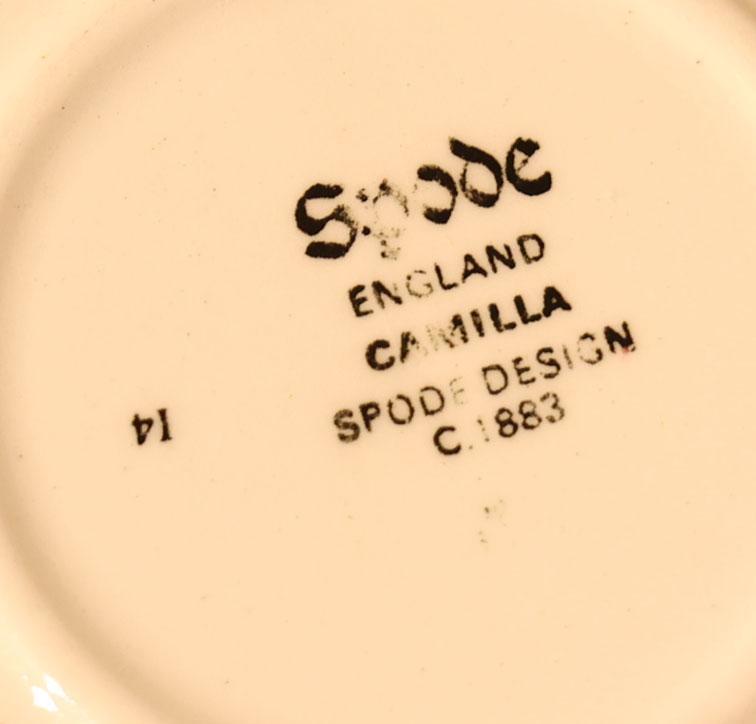 Spode
ENGLAND
CAMILLA
SPODE DESIGN
C.1883
14